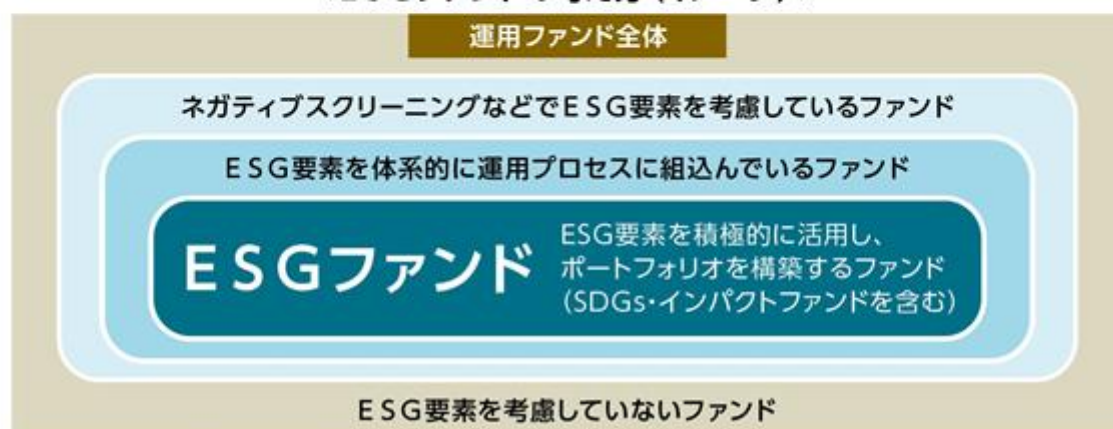 運用ファンド全体
ネガティブスクリーニングなどでESG要素を考慮しているファンド
ESG要素を体系的に運用プロセスに組込んでいるファンド
ESGファンド
ESG要素を積極的に活用し、
ポートフォリオを構築するファンド
(SDGs・インパクトファンドを含む)
ESG要素を考慮していないファンド